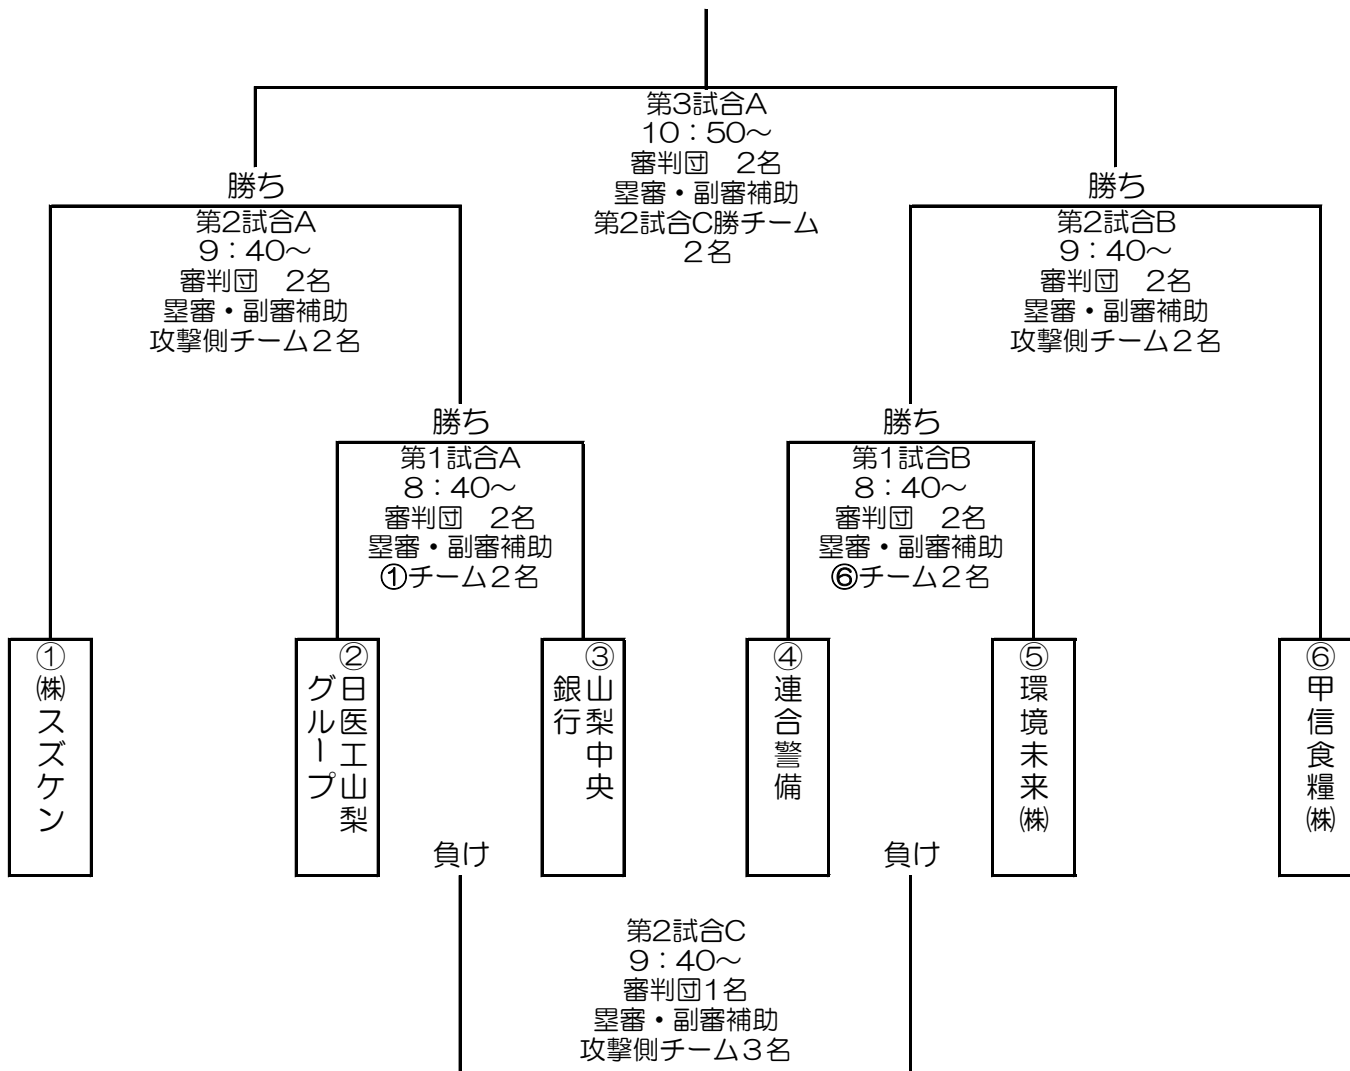 第3試合A
10：50～
審判団　2名
塁審・副審補助
第2試合C勝チーム
2名
勝ち
第2試合A
9：40～
審判団　2名
塁審・副審補助
攻撃側チーム2名
勝ち
第2試合B
9：40～
審判団　2名
塁審・副審補助
攻撃側チーム2名
勝ち
第1試合A
8：40～
審判団　2名
塁審・副審補助
①チーム2名
勝ち
第1試合B
8：40～
審判団　2名
塁審・副審補助
⑥チーム2名
①㈱スズケン
②日医工山梨
グループ
③山梨中央
銀行
④連合警備
⑤環境未来㈱
⑥甲信食糧㈱
負け
負け
第2試合C
9：40～
審判団1名
塁審・副審補助
攻撃側チーム3名